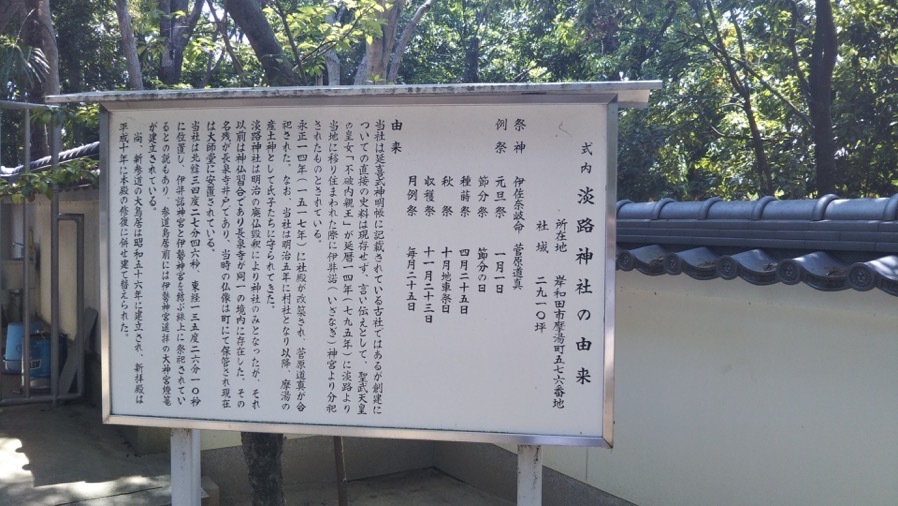 式内 淡路神社の由来
所在地 岸和田市摩湯町五七六番地
社域 二九一〇坪
祭神 伊佐奈岐命 菅原道真
例祭 元旦祭 一月一日
節分祭 節分の日
種蒔祭 四月二十五日
秋祭 十月地車祭日
収穫祭 十一月二十三日
月例祭 毎月二十五日
由来
当社は延喜式神明帳に記載されている古社ではあるが創建に
ついての直接の史料は現存せず、言い伝えとして、聖武天皇
の皇女「不破内親王」が延暦一四年(七九五年)に淡路より
当地に移り住まわれた際に伊弉諾(いざなぎ)神宮より分祀
されたものとされている。
永正一四年(一五一七年)に社殿が改築され、菅原道真が合
祀された。なお、当社は明治五年に村社となり以降、摩湯の
産土神として氏子たちに守られてきた。
淡路神社は明治の廃仏毀釈により神社のみとなったが、それ
以前は神仏習合であり長泉寺が同一の境内に存在した。その
名残が長泉寺井戸であり、当時の仏像は町にて保管され現在
は大師堂に安置されている。
当社は北緯三四度二七分四六秒、東経一三五度二六分一〇秒
に位置し、伊弉諾神宮と伊勢神宮を結ぶ線上に祭祀されてい
るとの説もあり、参道鳥居前には伊勢神宮遥拝の大神宮燈篭
が建立されている。
尚、新参道の大鳥居は昭和五十六年に建立され、新拝殿は
平成十年に本殿の修復に併せ建て替えられた。